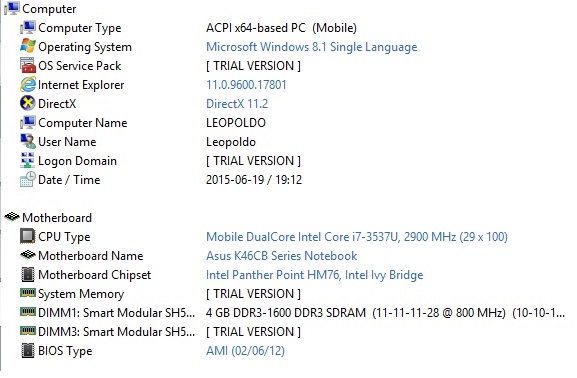 Computer
Computer Type ACPI x64-based PC (Mobile)
Operating System Microsoft Windows 8.1 Single Language
OS Service Pack [ TRIAL VERSION ]
Internet Explorer 11.0.9600.17801
DirectX DirectX 11.2
Computer Name LEOPOLDO
User Name Leopoldo
Logon Domain [ TRIAL VERSION ]
Date / Time 2015-06-19 / 19:12
Motherboard
CPU Type Mobile DualCore Intel Core i7-3537U, 2900 MHz (29 x 100)
Motherboard Name Asus K46CB Series Notebook
Motherboard Chipset Intel Panther Point HM76, Intel Ivy Bridge
System Memory [ TRIAL VERSION ]
DIMM1: Smart Modular SH5... 4 GB DDR3-1600 DDR3 SDRAM (11-11-11-28 @ 800 MHz) (10-10-1...
DIMM3: Smart Modular SH5... [ TRIAL VERSION ]
BIOS Type AMI (02/06/12)